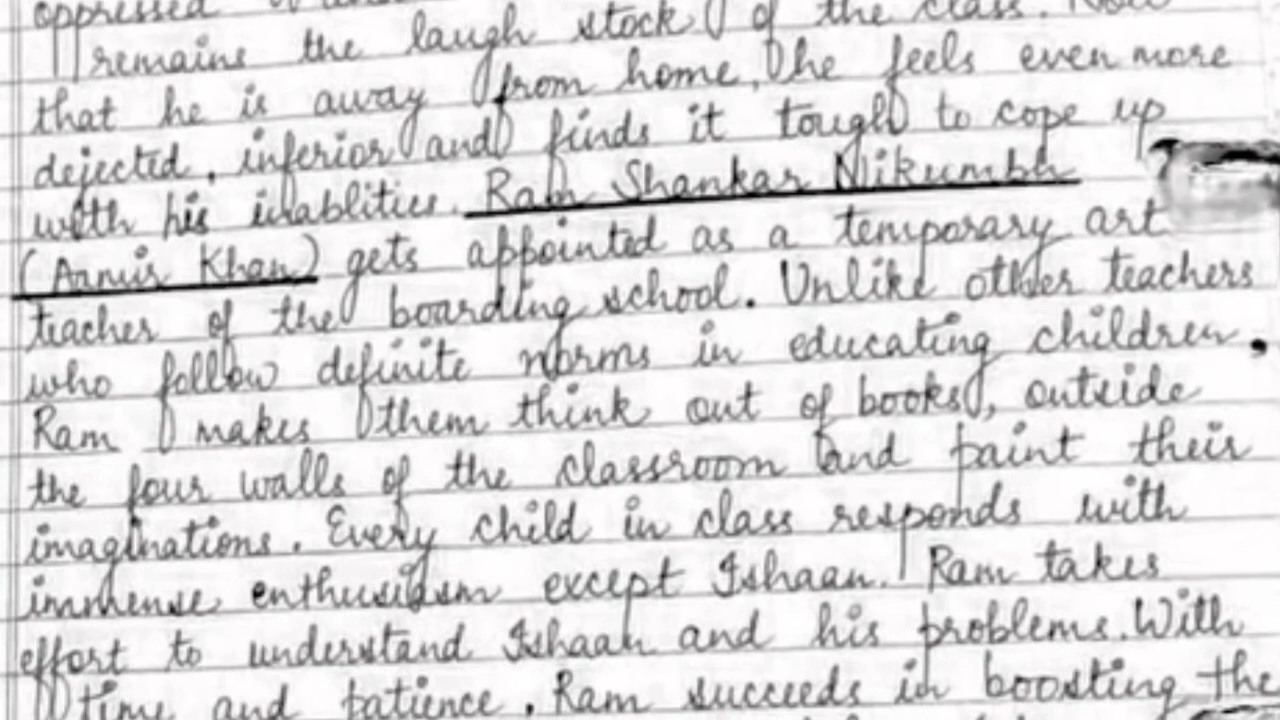 oppressed
remains the laugh stock of the class. Now
that he is away from home, he feels even more
dejected, inferior and finds it tough to cope up
with his inablities. Ram Shankar Nikumbh
(Aamir Khan) gets appointed as a temporary art
teacher of the boarding school. Unlike other teachers
who follow definite norms in educating children,
Ram makes them think out of books, outside
the four walls of the classroom and paint their
imaginations. Every child in class responds with
immense enthusiasm except Ishaan. Ram takes
effort to understand Ishaan and his problems. With
time and patience, Ram succeeds in boosting the